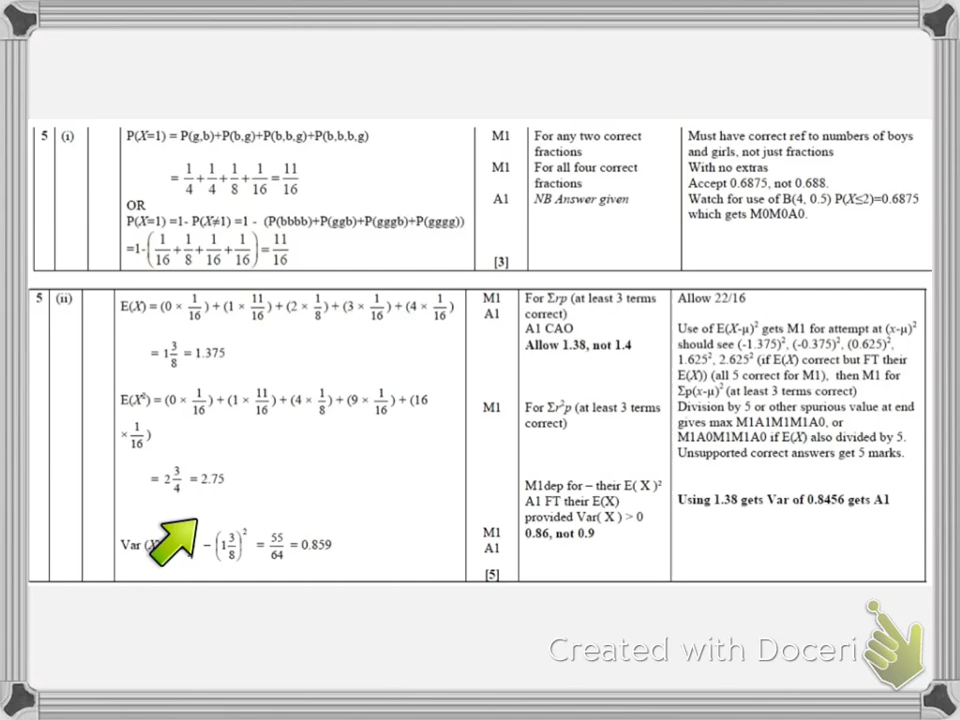 5 (i) P(X=1) = P(g,b)+P(b,g)+P(b,b,g)+P(b,b,b,g)
= 1/4 + 1/4 + 1/8 + 1/16 = 11/16
OR
P(X=1) =1- P(X≠1) =1 - (P(bbbb)+P(ggb)+P(gggb)+P(gggg))
=1-(1/16 + 1/8 + 1/16 + 1/16) = 11/16
M1
M1
A1
[3]
For any two correct
fractions
For all four correct
fractions
NB Answer given
Must have correct ref to numbers of boys
and girls, not just fractions
With no extras
Accept 0.6875, not 0.688.
Watch for use of B(4, 0.5) P(X≤2)=0.6875
which gets M0M0A0.
5 (ii) E(X) = (0 × 1/16) + (1 × 11/16) + (2 × 1/8) + (3 × 1/16) + (4 × 1/16)
= 1 3/8 = 1.375
E(X²) = (0 × 1/16) + (1 × 11/16) + (4 × 1/8) + (9 × 1/16) + (16
× 1/16)
= 2 3/4 = 2.75
Var − (1 3/8)² = 55/64 = 0.859
M1
A1
M1
M1
A1
[5]
For Σrp (at least 3 terms
correct)
A1 CAO
Allow 1.38, not 1.4
For Σr²p (at least 3 terms
correct)
M1dep for – their E( X )²
A1 FT their E(X)
provided Var( X ) > 0
0.86, not 0.9
Allow 22/16
Use of E(X-μ)² gets M1 for attempt at (x-μ)²
should see (-1.375)², (-0.375)², (0.625)²,
1.625², 2.625² (if E(X) correct but FT their
E(X)) (all 5 correct for M1), then M1 for
Σp(x-μ)² (at least 3 terms correct)
Division by 5 or other spurious value at end
gives max M1A1M1M1A0, or
M1A0M1M1A0 if E(X) also divided by 5.
Unsupported correct answers get 5 marks.
Using 1.38 gets Var of 0.8456 gets A1
Created with Doceri